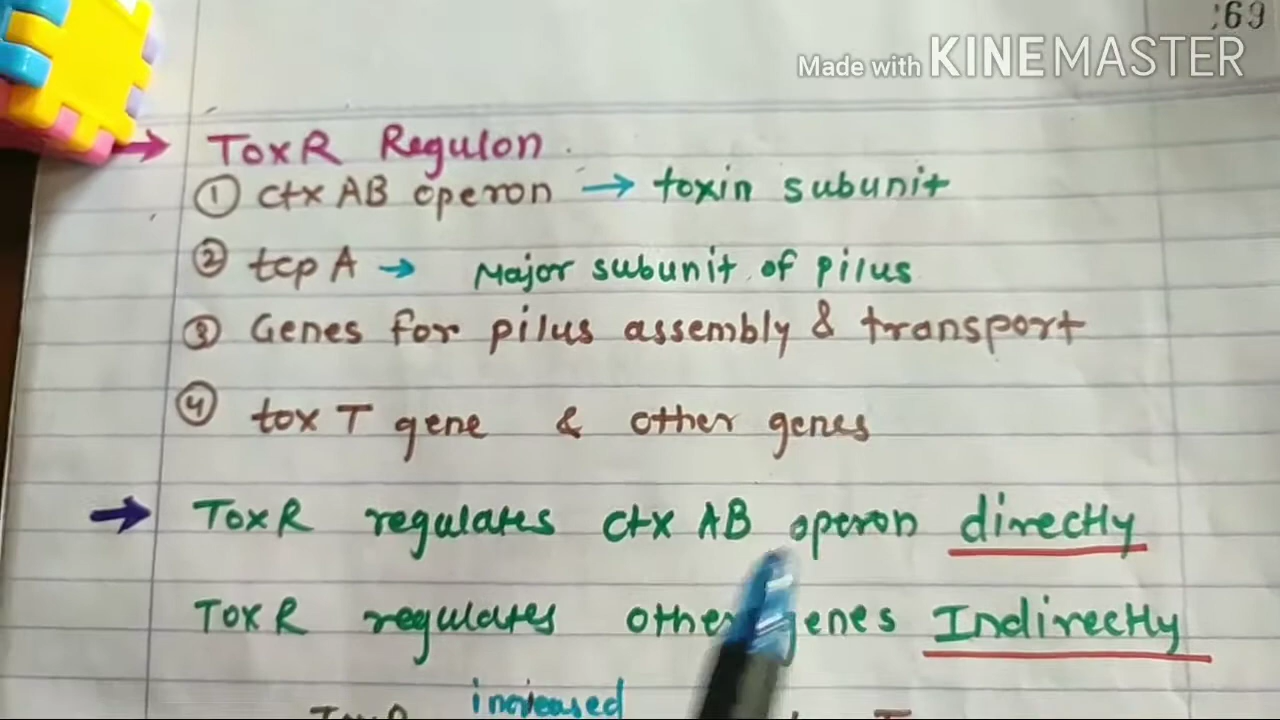 :69
Made with KINEMASTER
ToxR Regulon
① ctx AB operon → toxin subunit
② tcp A → Major subunit of pilus
③ Genes for pilus assembly & transport
④ tox T gene & other genes
→ ToxR regulates ctx AB operon directly
ToxR regulates other genes Indirectly
increased